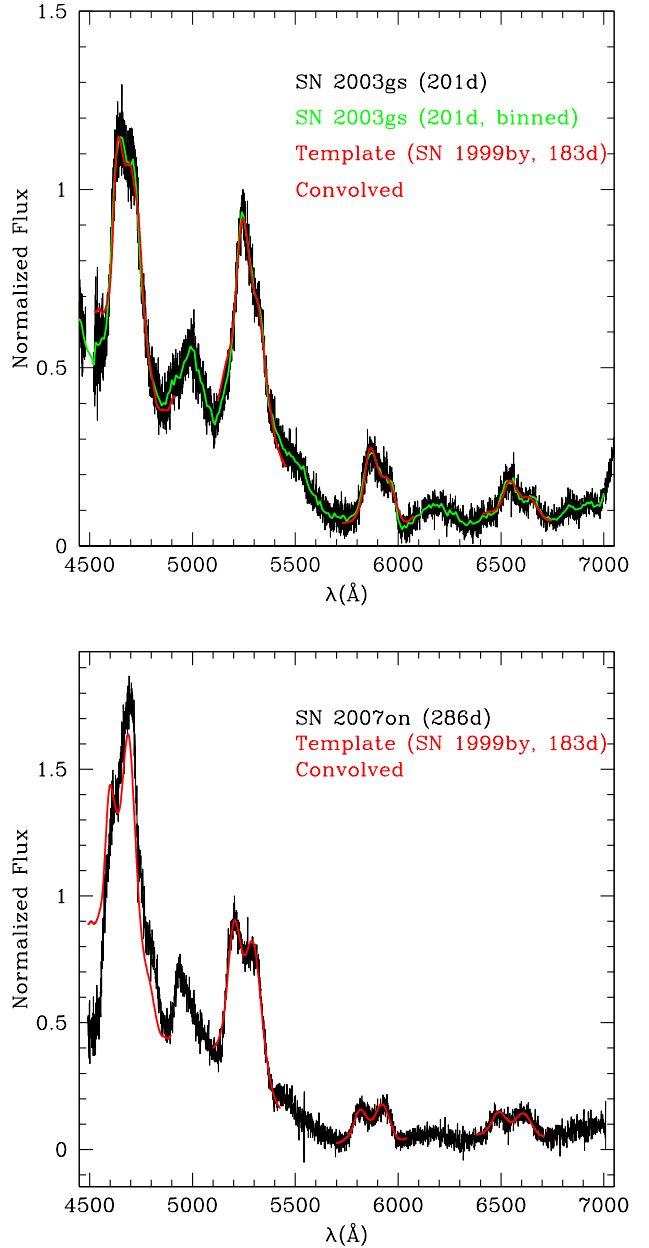 1.5
SN 2003gs (201d)
SN 2003gs (201d, binned)
Template (SN 1999by, 183d)
Convolved
1
0.5
0
Normalized Flux
4500 5000 5500 6000 6500 7000
λ(Å)
SN 2007on (286d)
Template (SN 1999by, 183d)
Convolved
1.5
1
0.5
0
Normalized Flux
4500 5000 5500 6000 6500 7000
λ(Å)